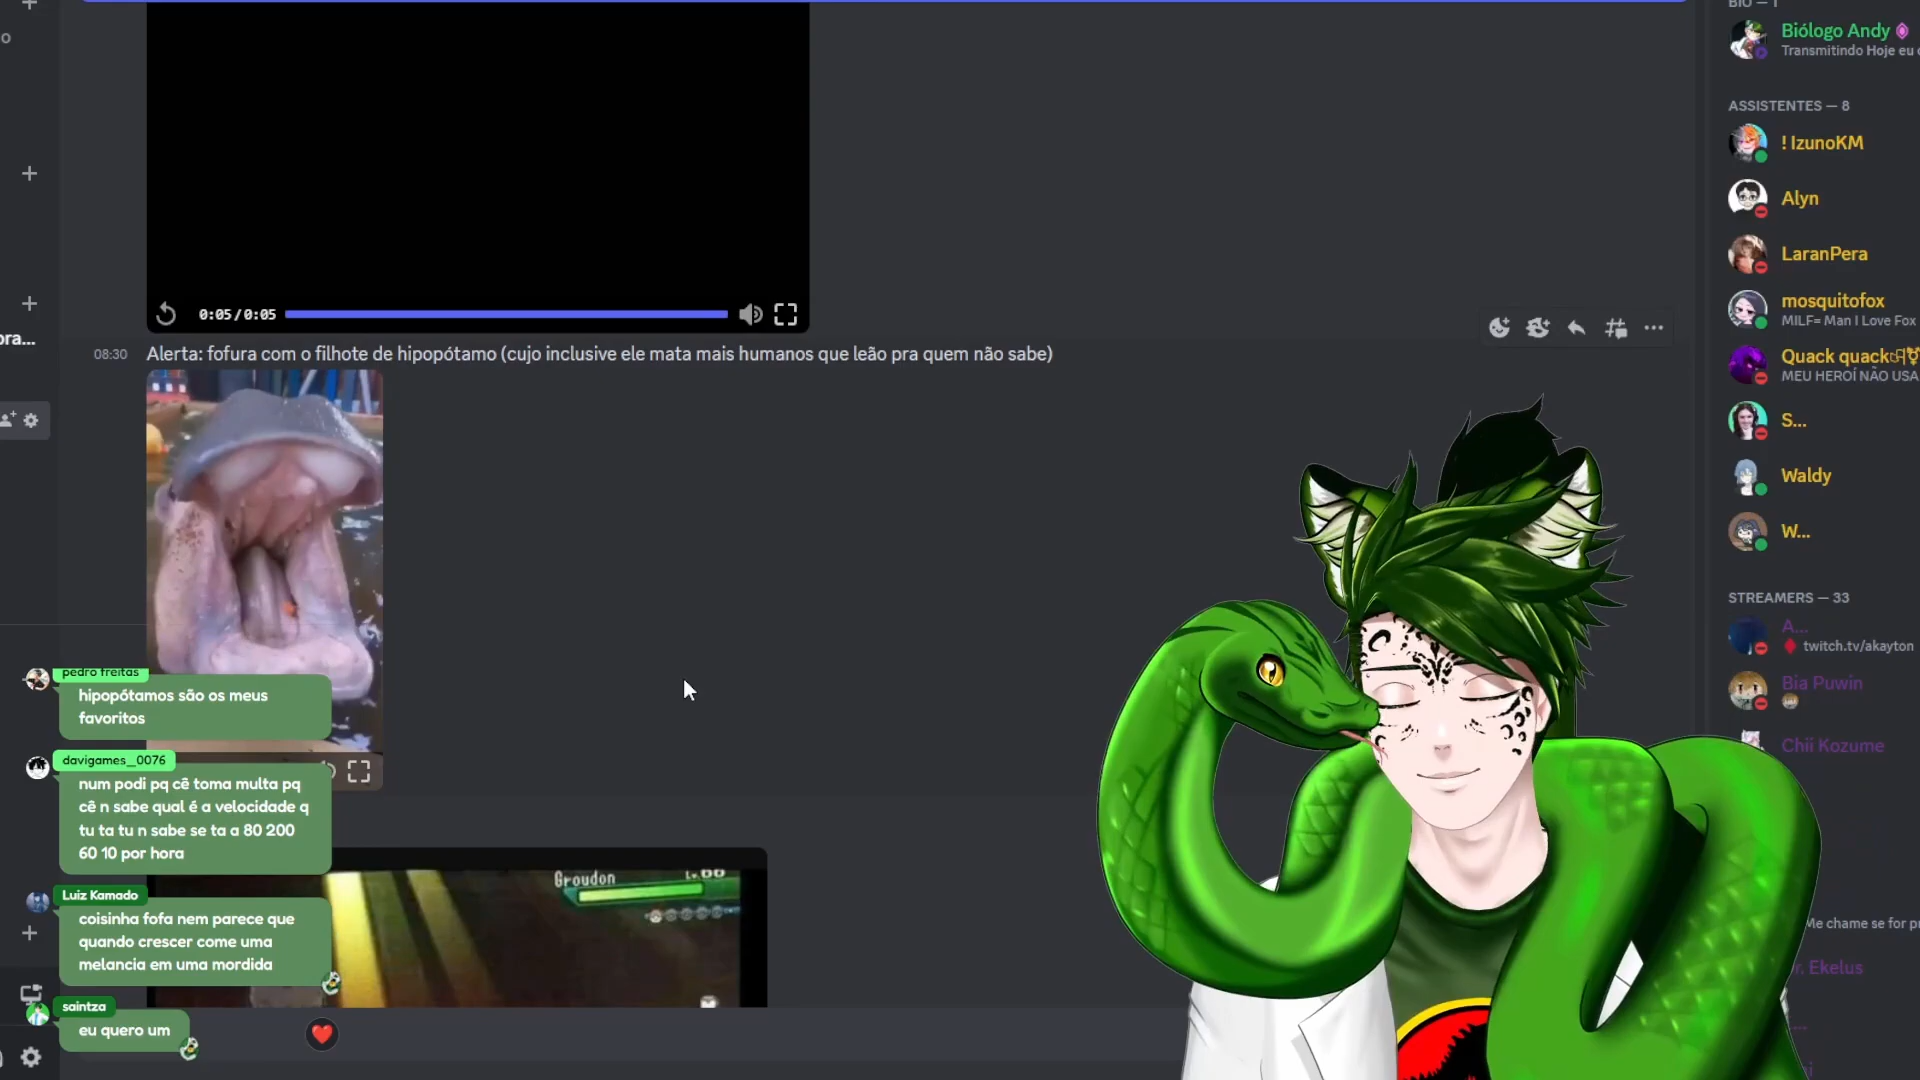 BIO — 1
Biólogo Andy
Transmitindo Hoje eu
ASSISTENTES — 8
! IzunoKM
Alyn
LaranPera
mosquitofox
MILF= Man I Love Fox
Quack quack
MEU HERÓI NÃO USA
S...
Waldy
W...
STREAMERS — 33
A...
twitch.tv/akayton
Bia Puwin
Chii Kozume
Me chame se for
Dr. Ekelus
0:05/0:05
08:30 Alerta: fofura com o filhote de hipopótamo (cujo inclusive ele mata mais humanos que leão pra quem não sabe)
pedro freitas
hipopótamos são os meus
favoritos
davigames_0076
num podi pq cê toma multa pq
cê n sabe qual é a velocidade q
tu ta tu n sabe se ta a 80 200
60 10 por hora
Luiz Kamado
coisinha fofa nem parece que
quando crescer come uma
melancia em uma mordida
saintza
eu quero um
Groudon